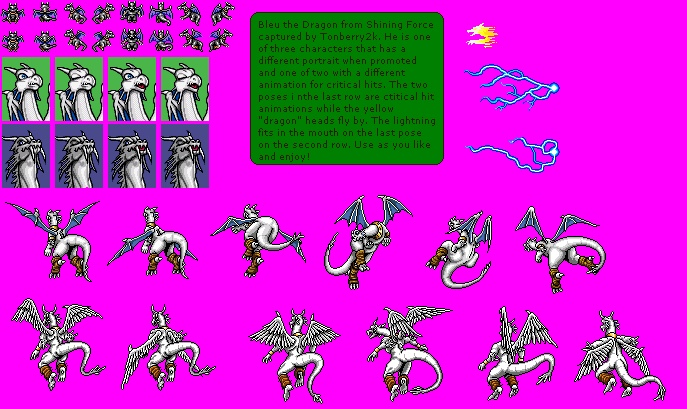 Bleu the Dragon from Shining Force
captured by Tonberry2k. He is one
of three characters that has a
different portrait when promoted
and one of two with a different
animation for critical hits. The two
poses i nthe last row are ctitical hit
animations while the yellow
"dragon" heads fly by. The lightning
fits in the mouth on the last pose
on the second row. Use as you like
and enjoy!